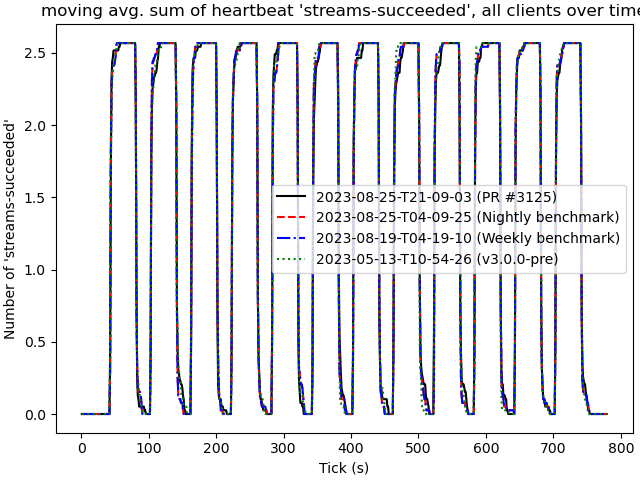 moving avg. sum of heartbeat 'streams-succeeded', all clients over time
Number of 'streams-succeeded'
2.5
2.0
1.5
1.0
0.5
0.0
2023-08-25-T21-09-03 (PR #3125)
2023-08-25-T04-09-25 (Nightly benchmark)
2023-08-19-T04-19-10 (Weekly benchmark)
2023-05-13-T10-54-26 (v3.0.0-pre)
0 100 200 300 400 500 600 700 800
Tick (s)